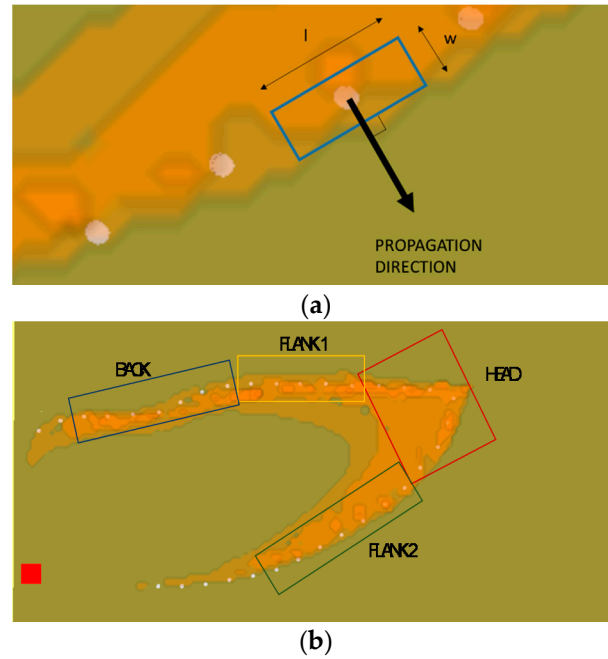 l
w
PROPAGATION
DIRECTION
(a)
FLANK1
BACK
HEAD
FLANK2
(b)